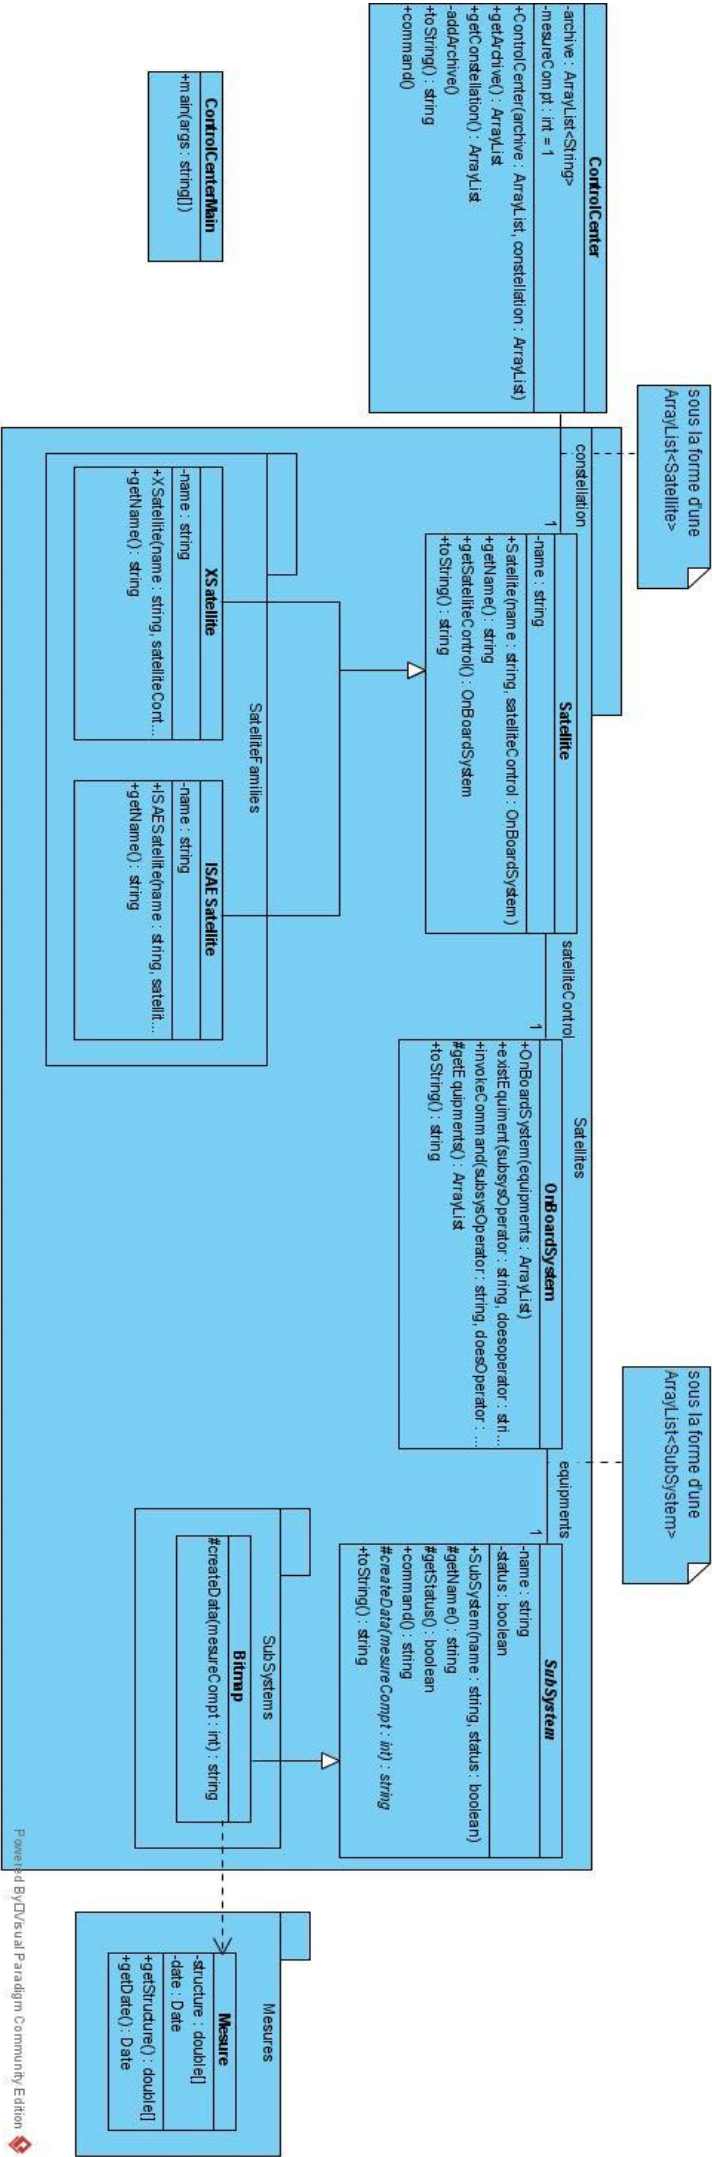 sous la forme d'une
ArrayList<Satellite>
sous la forme d'une
ArrayList<SubSystem>
ControlCenter
-archive : ArrayList<String>
-mesureCompt : int = 1
+ControlCenter(archive : ArrayList, constellation : ArrayList)
+getArchive() : ArrayList
+getConstellation() : ArrayList
-addArchive()
+toString() : string
+command()
constellation
1
Satellites
Satellite
-name : string
+Satellite(name : string, satelliteControl : OnBoardSystem)
+getName() : string
+getSatelliteControl() : OnBoardSystem
+toString() : string
satelliteControl
1
OnBoardSystem
+OnBoardSystem(equipments : ArrayList)
+existEquiment(subsysOperator : string, doesoperator : stri...
+invokeCommand(subsysOperator : string, doesOperator : ...
#getEquipments() : ArrayList
+toString() : string
equipments
1
SubSystem
-name : string
-status : boolean
+SubSystem(name : string, status : boolean)
#getName() : string
#getStatus() : boolean
+command() : string
#createData(mesureCompt : int) : string
+toString() : string
ControlCenterMain
+main(args : string[])
SatelliteFamilies
XSatellite
-name : string
+XSatellite(name : string, satelliteCont...
+getName() : string
ISAESatellite
-name : string
+ISAESatellite(name : string, satellit...
+getName() : string
SubSystems
Bitmap
#createData(mesureCompt : int) : string
Mesures
Mesure
-structure : double[]
-date : Date
+getStructure() : double[]
+getDate() : Date
Powered By Visual Paradigm Community Edition